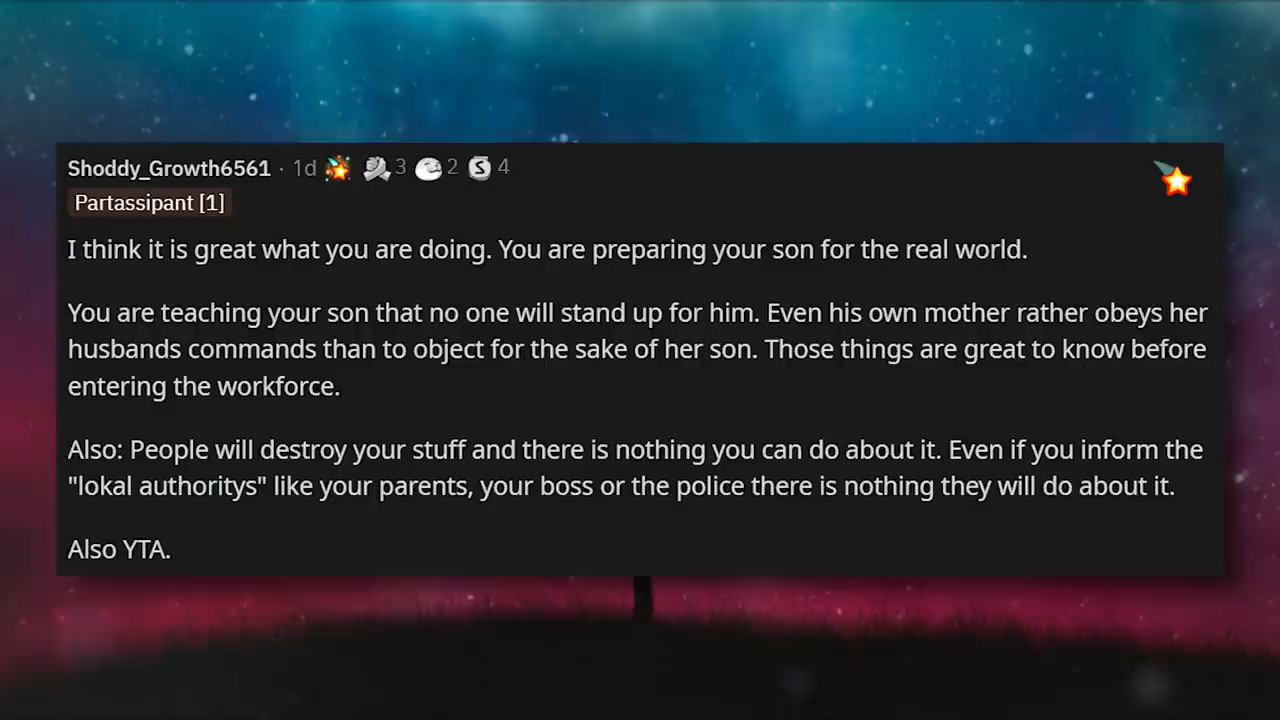 Shoddy_Growth6561 · 1d 3 2 4
Partassipant [1]
I think it is great what you are doing. You are preparing your son for the real world.
You are teaching your son that no one will stand up for him. Even his own mother rather obeys her
husbands commands than to object for the sake of her son. Those things are great to know before
entering the workforce.
Also: People will destroy your stuff and there is nothing you can do about it. Even if you inform the
"lokal authoritys" like your parents, your boss or the police there is nothing they will do about it.
Also YTA.